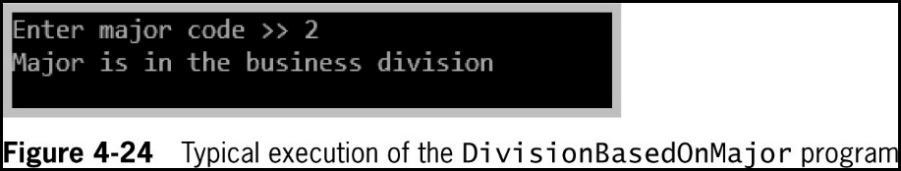 Enter major code >> 2
Major is in the business division
Figure 4-24 Typical execution of the DivisionBasedOnMajor program